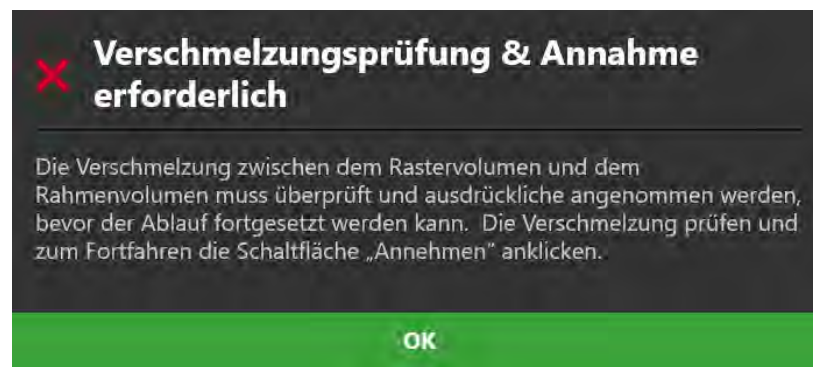 Verschmelzungsprüfung & Annahme
erforderlich
Die Verschmelzung zwischen dem Rastervolumen und dem
Rahmenvolumen muss überprüft und ausdrückliche angenommen werden,
bevor der Ablauf fortgesetzt werden kann.  Die Verschmelzung prüfen und
zum Fortfahren die Schaltfläche „Annehmen“ anklicken.
OK